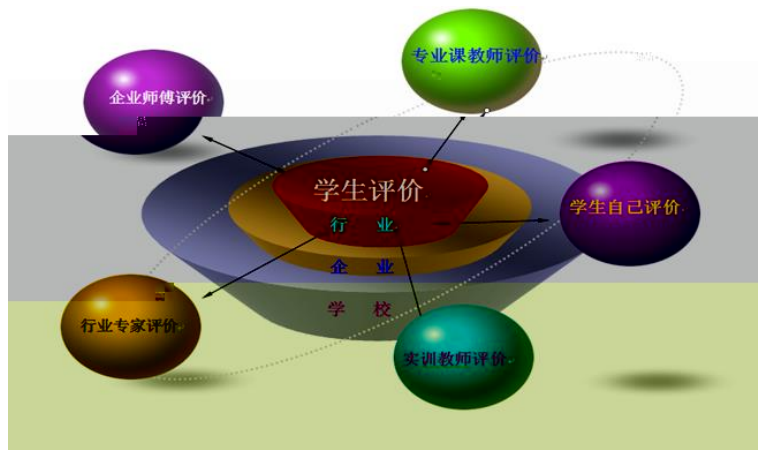 专业课教师评价
企业师傅评价
学生评价
学生自己评价
行 业
企 业
学 校
行业专家评价
实训教师评价